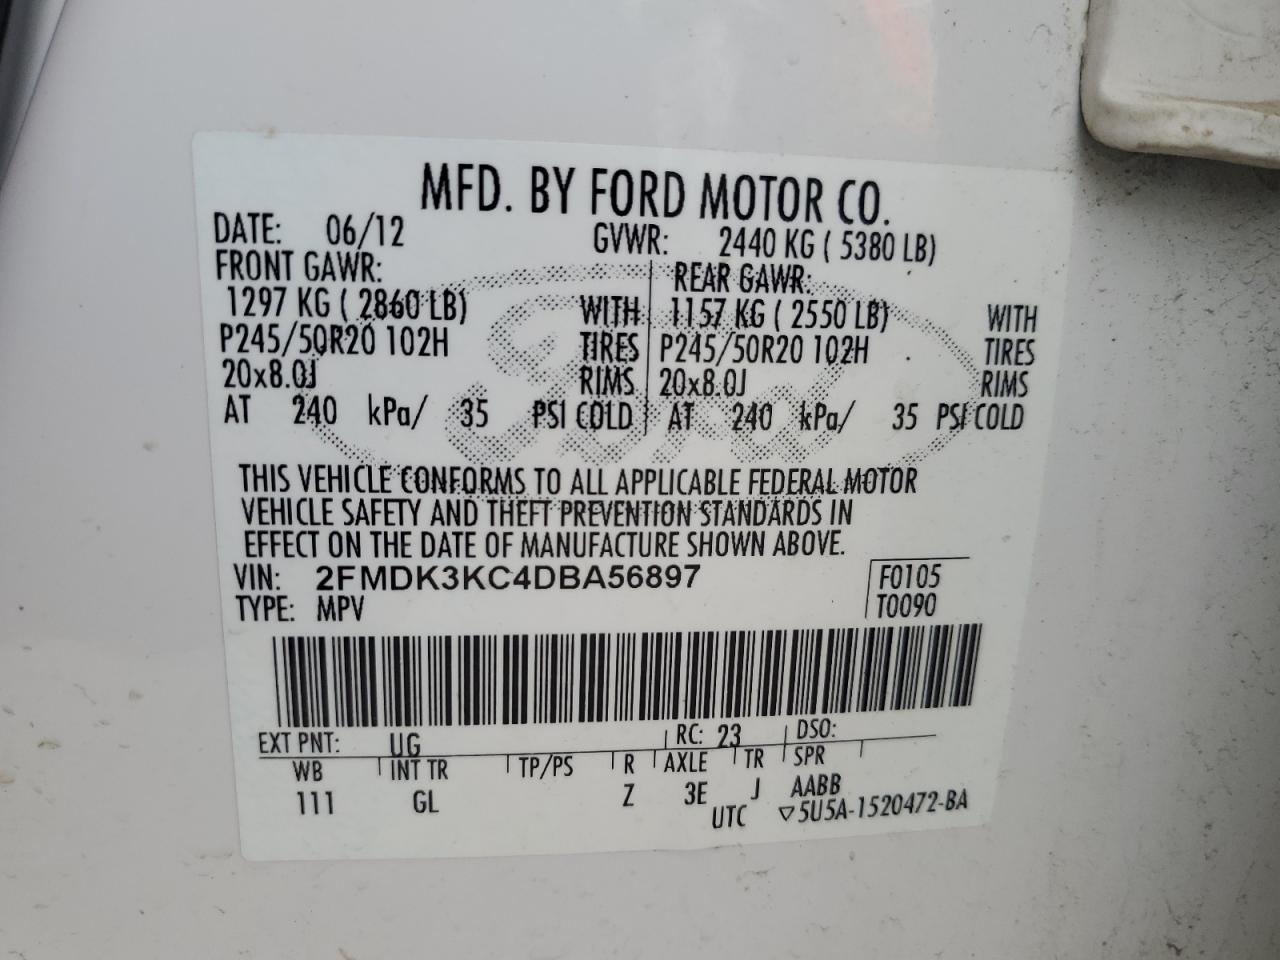 MFD. BY FORD MOTOR CO.
DATE: 06/12 GVWR: 2440 KG ( 5380 LB)
FRONT GAWR: REAR GAWR:
1297 KG ( 2860 LB) WITH 1157 KG ( 2550 LB) WITH
P245/50R20 102H TIRES P245/50R20 102H TIRES
20x8.0J RIMS 20x8.0J RIMS
AT 240 kPa/ 35 PSI COLD AT 240 kPa/ 35 PSI COLD
Ford
THIS VEHICLE CONFORMS TO ALL APPLICABLE FEDERAL MOTOR
VEHICLE SAFETY AND THEFT PREVENTION STANDARDS IN
EFFECT ON THE DATE OF MANUFACTURE SHOWN ABOVE.
VIN: 2FMDK3KC4DBA56897 F0105
TYPE: MPV T0090
EXT PNT: UG RC: 23 DSO:
WB INT TR TP/PS R AXLE TR SPR
111 GL Z 3E J AABB
UTC ▽5U5A-1520472-BA